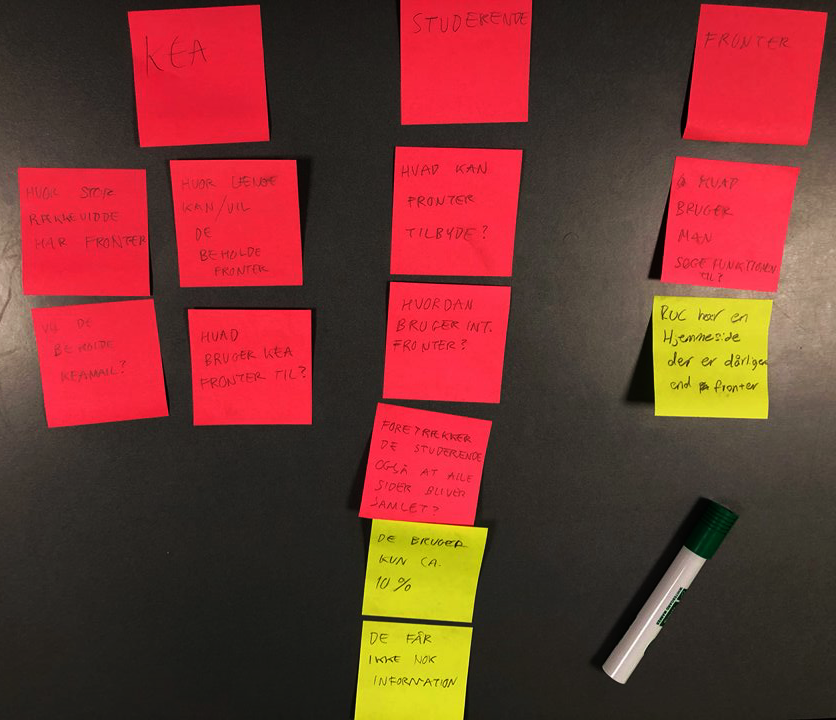 KEA
HVOR STOR
RÆKKEVIDDE
HAR FRONTER
HVOR LÆNGE
KAN/VIL
DE
BEHOLDE
FRONTER
VIL DE
BEHOLDE
KEAMAIL?
HVAD
BRUGER KEA
FRONTER TIL?
STUDERENDE
HVAD KAN
FRONTER
TILBYDE?
HVORDAN
BRUGER INT.
FRONTER?
FORETRÆKKER
DE STUDERENDE
OGSÅ AT ALLE
SIDER BLIVER
SAMLET?
DE BRUGER
KUN CA.
10%
DE FÅR
IKKE NOK
INFORMATION
FRONTER
HVAD
BRUGER
MAN
SØGEFUNKTIONEN
TIL?
RUC har en
Hjemmeside
der er dårligere
end fronter